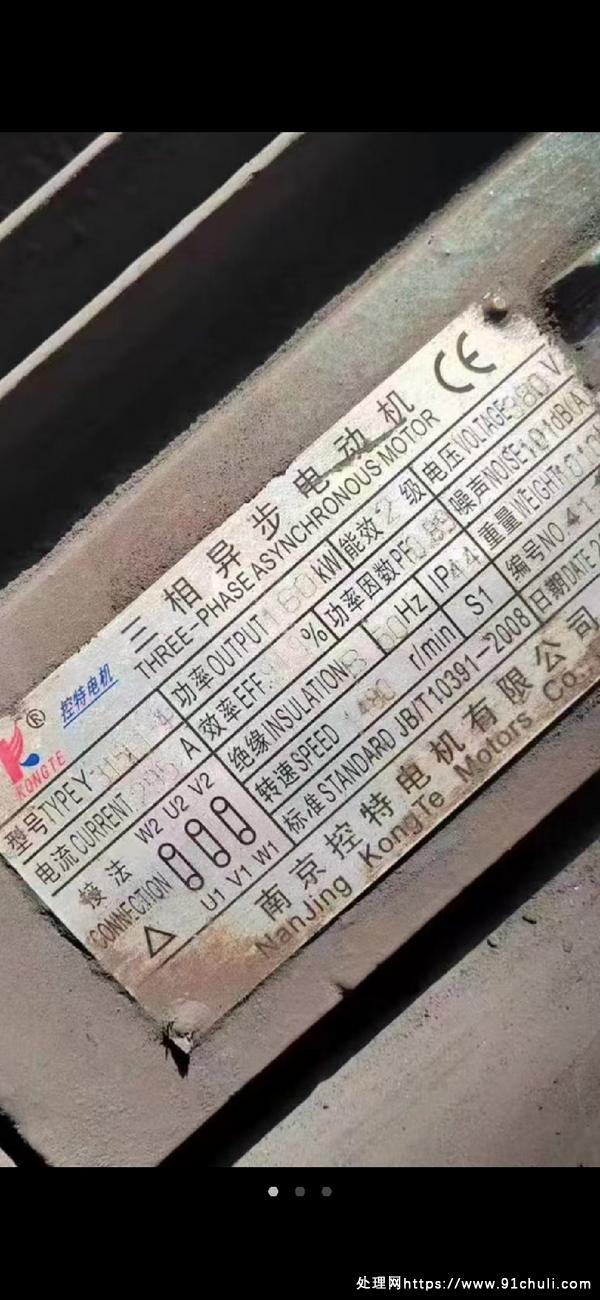 三相异步电动机 CE
THREE-PHASE ASYNCHRONOUS MOTOR
® 控特电机
KONGTE
型号TYPE Y 功率OUTPUT 160 kW 能效 2 级 电压VOLTAGE 380 V
电流CURRENT 295 A 效率EFF. % 功率因数PF 0.89 噪声NOISE 101dB/A
绝缘INSULATION B 50Hz IP44 重量WEIGHT
转速SPEED r/min S1 编号NO.
标准STANDARD JB/T10391-2008 日期DATE
接法
CONNECTION
W2 U2 V2
U1 V1 W1
△
南京控特电机有限公司
NanJing KongTe Motors Co.,
处理网https://www.91chuli.com